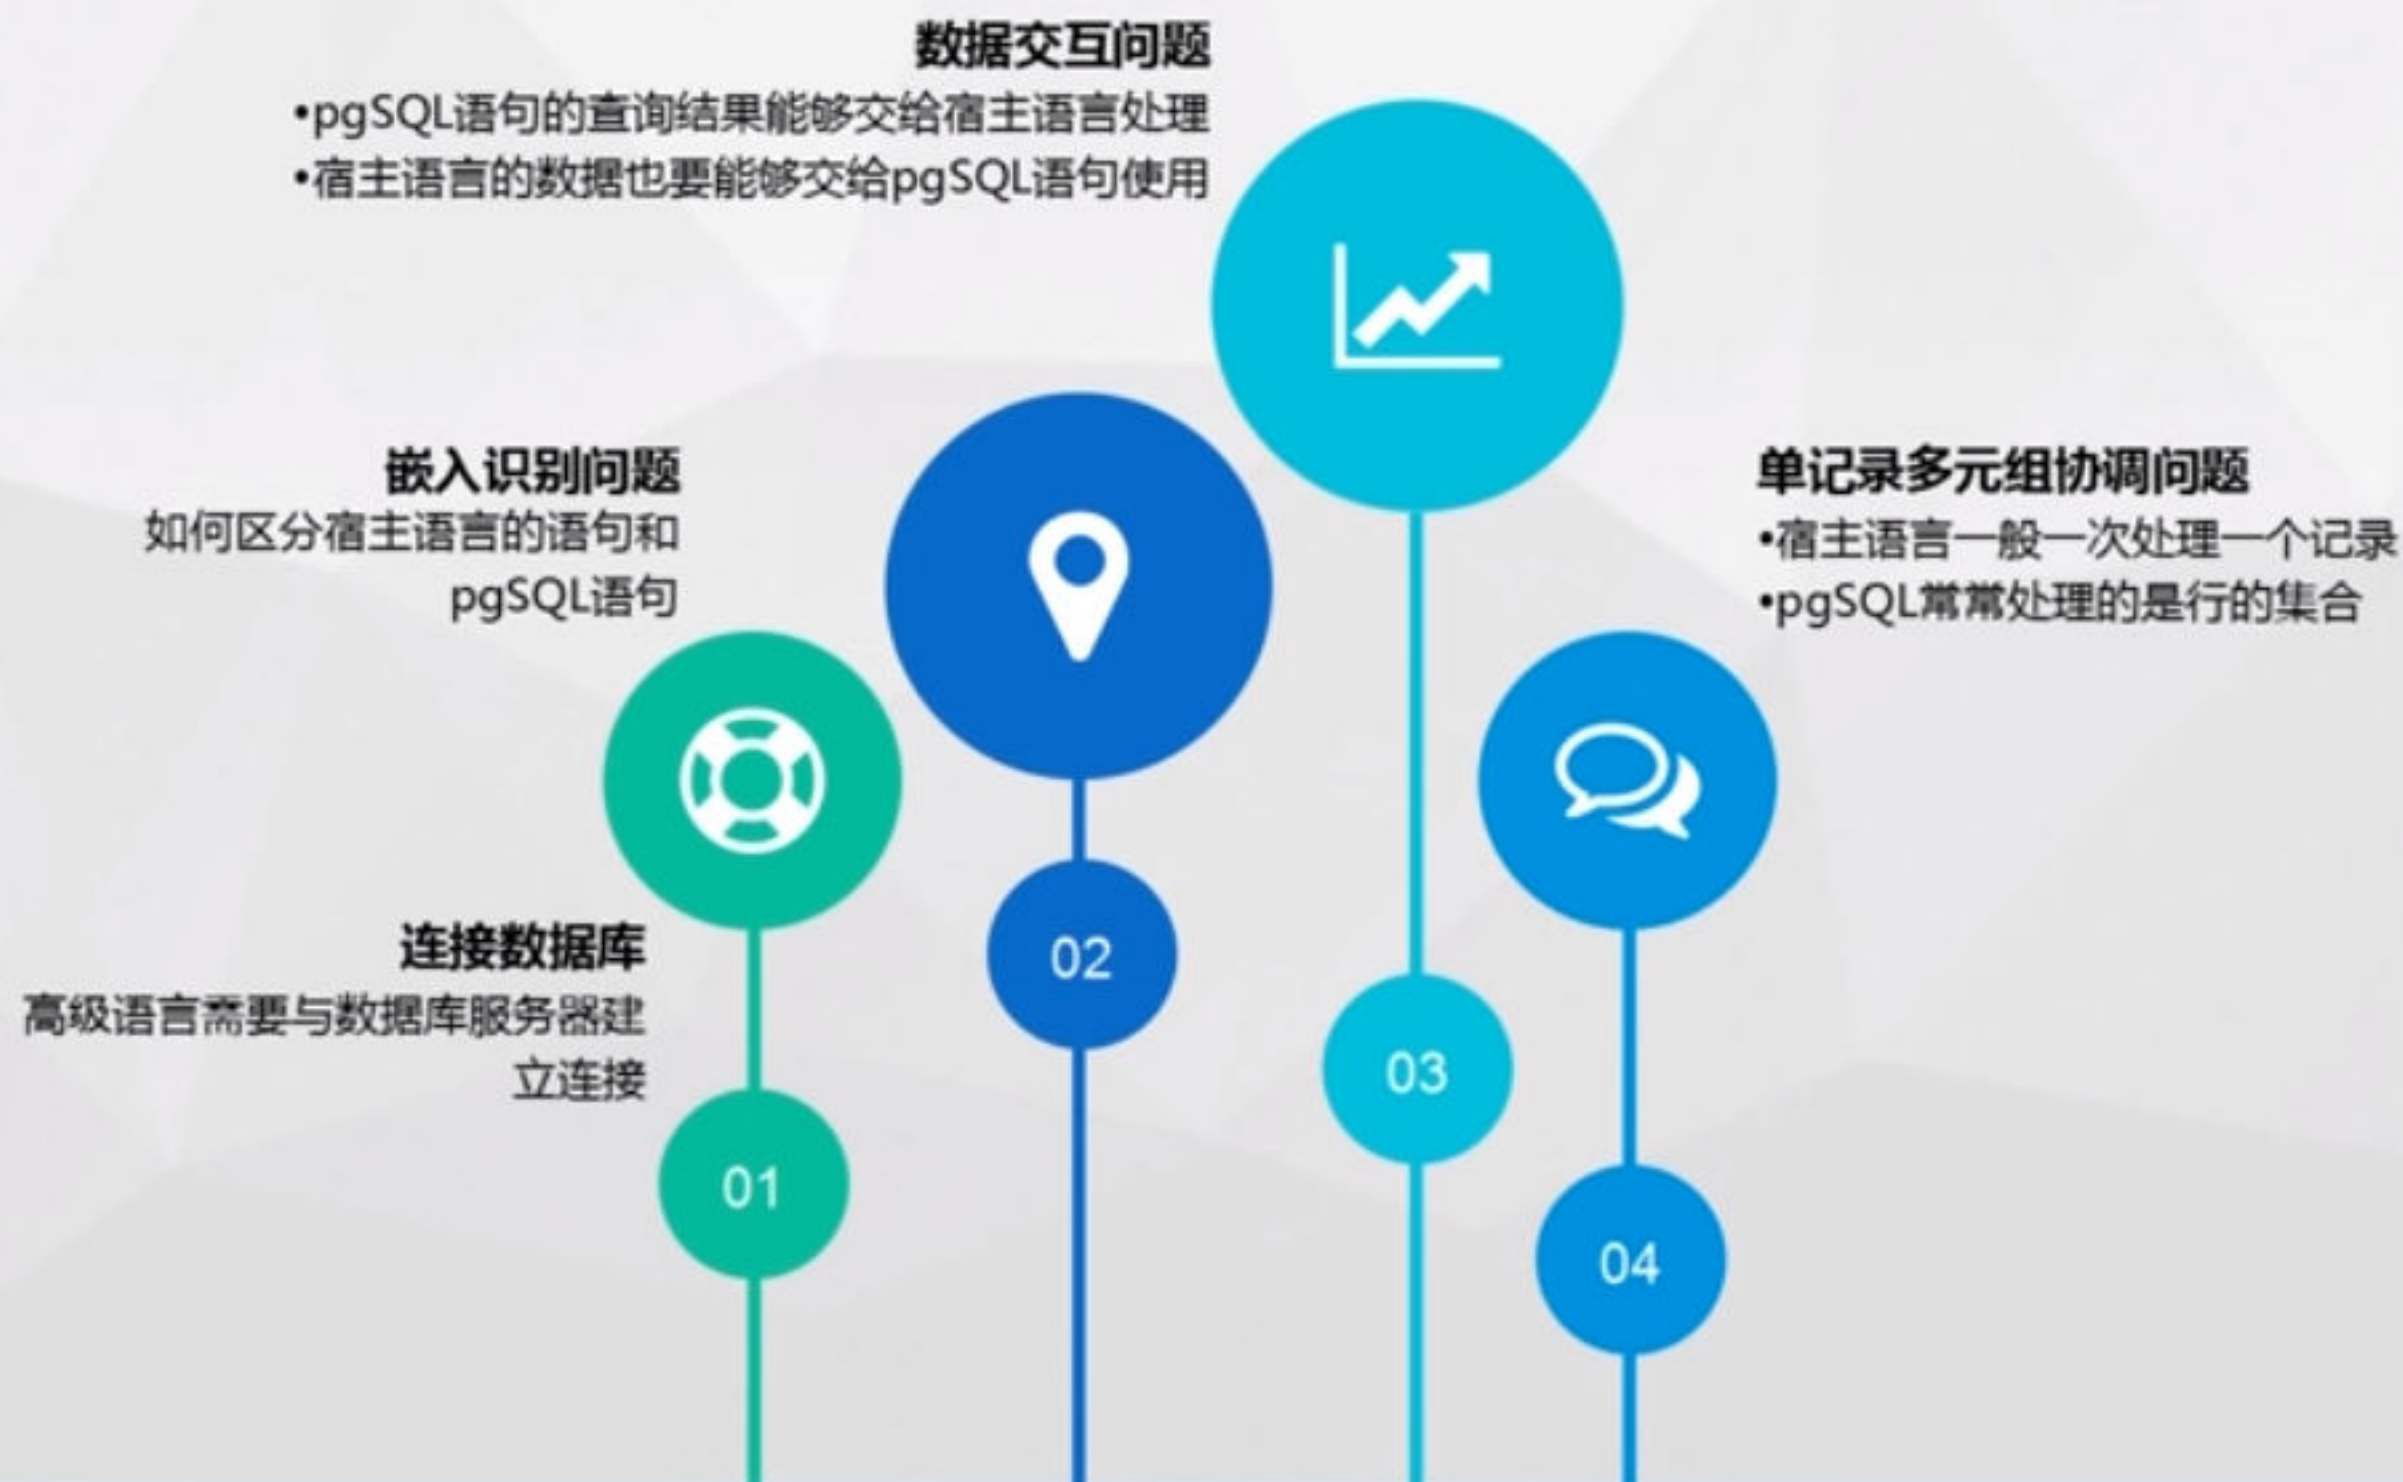 数据交互问题
•pgSQL语句的查询结果能够交给宿主语言处理
•宿主语言的数据也要能够交给pgSQL语句使用
嵌入识别问题
如何区分宿主语言的语句和
pgSQL语句
单记录多元组协调问题
•宿主语言一般一次处理一个记录
•pgSQL常常处理的是行的集合
连接数据库
高级语言需要与数据库服务器建
立连接
01
02
03
04